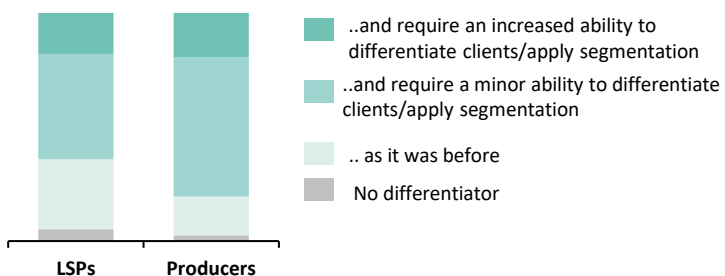 ..and require an increased ability to
differentiate clients/apply segmentation
..and require a minor ability to differentiate
clients/apply segmentation
.. as it was before
No differentiator
LSPs
Producers